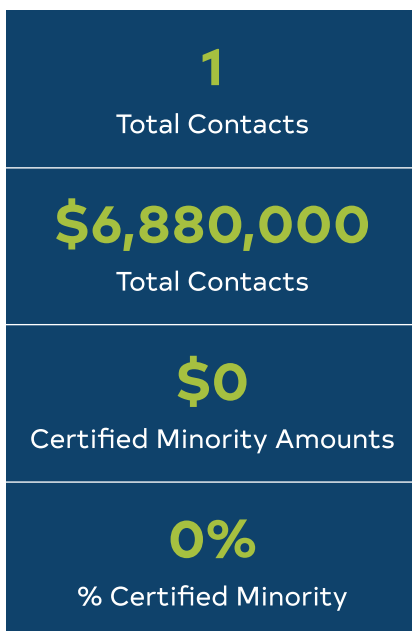 1
Total Contacts
$6,880,000
Total Contacts
$0
Certified Minority Amounts
0%
% Certified Minority